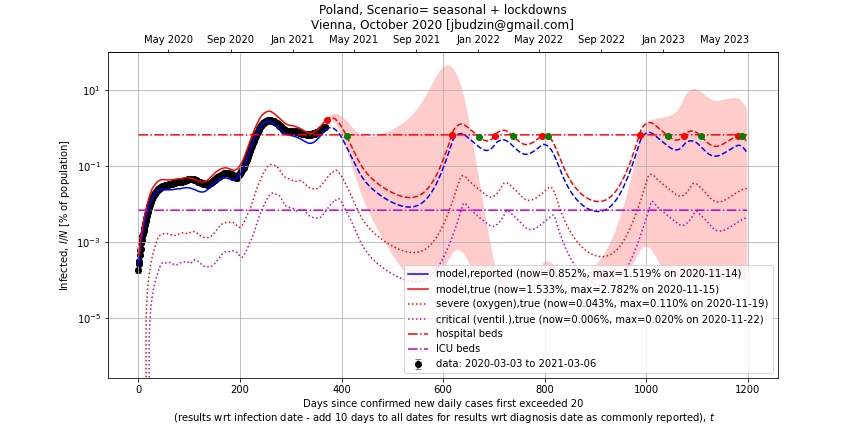 Poland, Scenario= seasonal + lockdowns
Vienna, October 2020 [jbudzin@gmail.com]
May 2020 Sep 2020 Jan 2021 May 2021 Sep 2021 Jan 2022 May 2022 Sep 2022 Jan 2023 May 2023
10¹
10⁻¹
10⁻³
10⁻⁵
Infected, I/N [% of population]
model,reported (now=0.852%, max=1.519% on 2020-11-14)
model,true (now=1.533%, max=2.782% on 2020-11-15)
severe (oxygen),true (now=0.043%, max=0.110% on 2020-11-19)
critical (ventil.),true (now=0.006%, max=0.020% on 2020-11-22)
hospital beds
ICU beds
data: 2020-03-03 to 2021-03-06
0 200 400 600 800 1000 1200
Days since confirmed new daily cases first exceeded 20
(results wrt infection date - add 10 days to all dates for results wrt diagnosis date as commonly reported), t